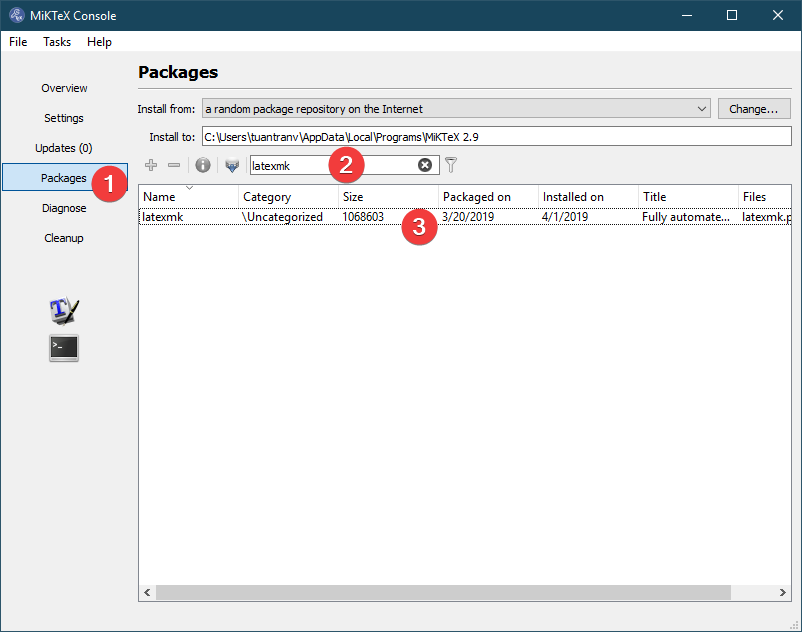 MiKTeX Console
File Tasks Help
Packages
Overview
Install from: a random package repository on the Internet Change...
Settings
Install to: C:\Users\tuantranv\AppData\Local\Programs\MiKTeX 2.9
Updates (0)
latexmk 2
Packages 1
Name Category Size Packaged on Installed on Title Files
Diagnose
latexmk \Uncategorized 1068603 3/20/2019 4/1/2019 Fully automate... latexmk.p
3
Cleanup